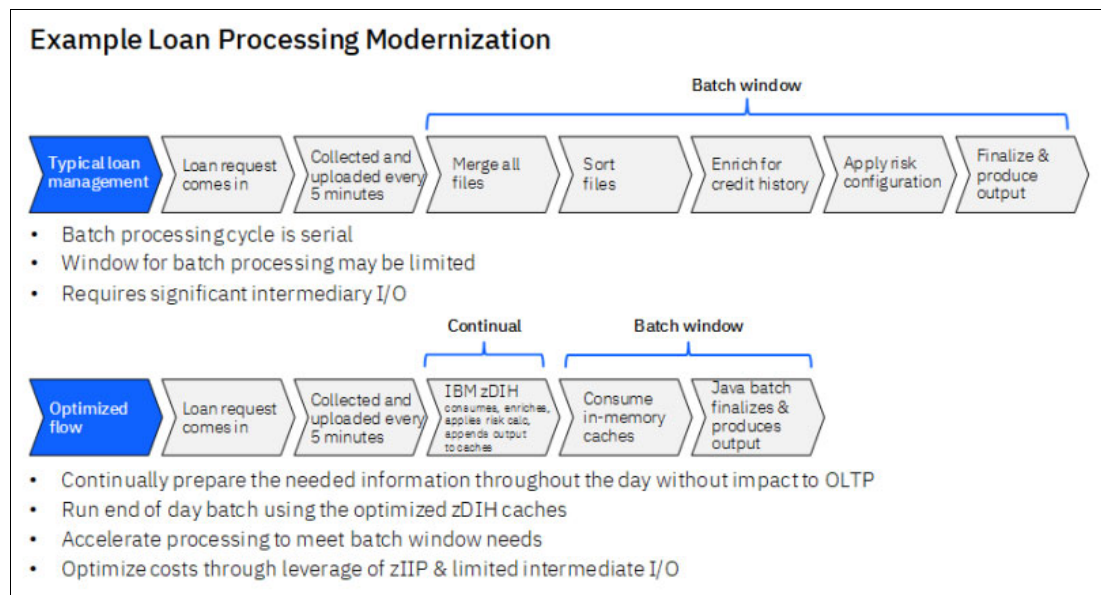 Example Loan Processing Modernization
Batch window
Typical loan
management
Loan request
comes in
Collected and
uploaded every
5 minutes
Merge all
files
Sort
files
Enrich for
credit history
Apply risk
configuration
Finalize &
produce
output
• Batch processing cycle is serial
• Window for batch processing may be limited
• Requires significant intermediary I/O
Continual
Batch window
Optimized
flow
Loan request
comes in
Collected and
uploaded every
5 minutes
IBM zDIH
consumes, enriches,
applies risk calc,
appends output
to caches
Consume
in-memory
caches
Java batch
finalizes &
produces
output
• Continually prepare the needed information throughout the day without impact to OLTP
• Run end of day batch using the optimized zDIH caches
• Accelerate processing to meet batch window needs
• Optimize costs through leverage of zIIP & limited intermediate I/O